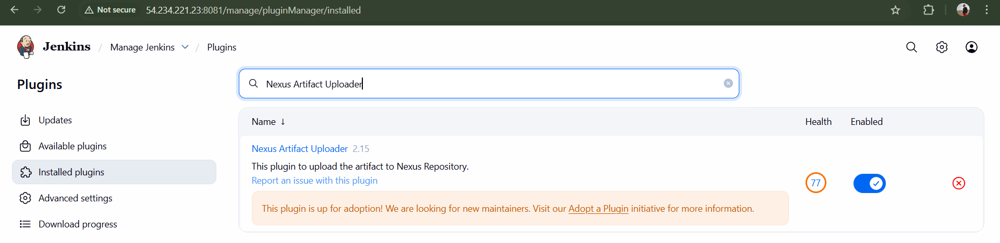 Not secure 54.234.221.23:8081/manage/pluginManager/installed
Jenkins / Manage Jenkins / Plugins
Plugins
Nexus Artifact Uploader
Updates
Available plugins
Installed plugins
Advanced settings
Download progress
Name ↓ Health Enabled
Nexus Artifact Uploader 2.15
This plugin to upload the artifact to Nexus Repository.
Report an issue with this plugin
77
This plugin is up for adoption! We are looking for new maintainers. Visit our Adopt a Plugin initiative for more information.